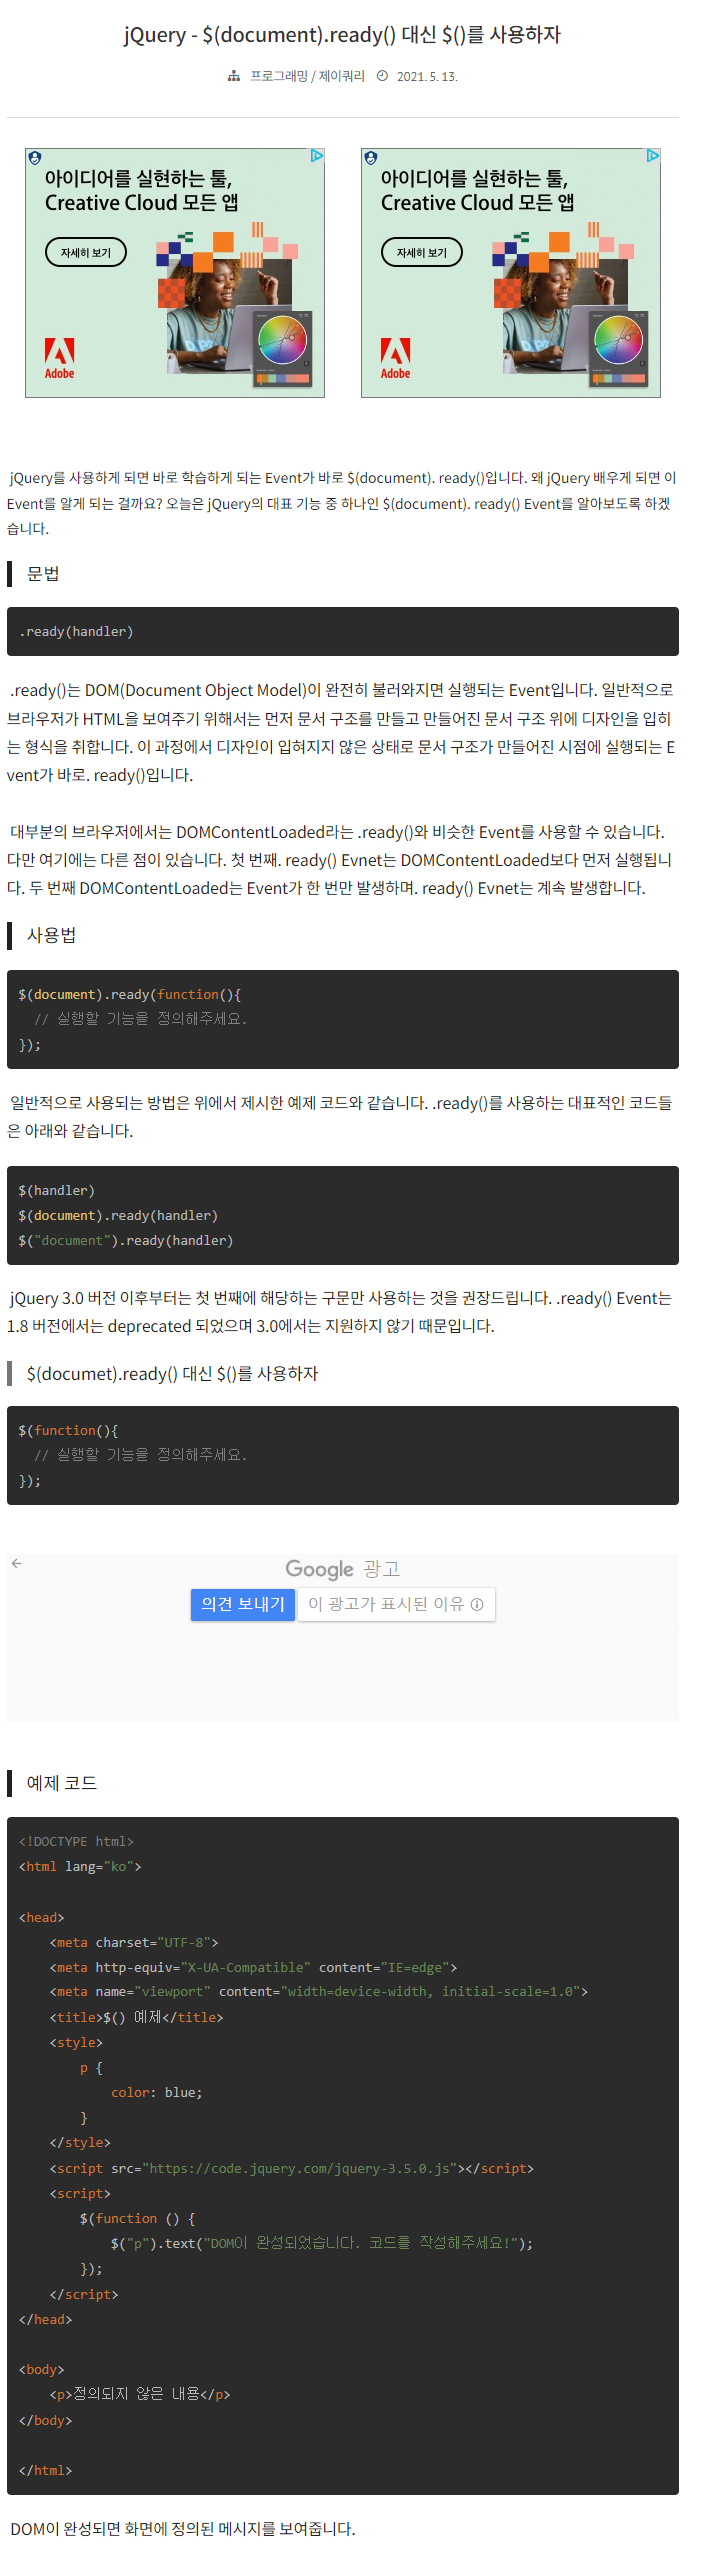 jQuery - $(document).ready() 대신 $()를 사용하자
프로그래밍 / 제이쿼리 2021. 5. 13.
아이디어를 실현하는 툴,
Creative Cloud 모든 앱
자세히 보기
Adobe
아이디어를 실현하는 툴,
Creative Cloud 모든 앱
자세히 보기
Adobe
jQuery를 사용하게 되면 바로 학습하게 되는 Event가 바로 $(document). ready()입니다. 왜 jQuery 배우게 되면 이
Event를 알게 되는 걸까요? 오늘은 jQuery의 대표 기능 중 하나인 $(document). ready() Event를 알아보도록 하겠
습니다.
문법
.ready(handler)
.ready()는 DOM(Document Object Model)이 완전히 불러와지면 실행되는 Event입니다. 일반적으로
브라우저가 HTML을 보여주기 위해서는 먼저 문서 구조를 만들고 만들어진 문서 구조 위에 디자인을 입히
는 형식을 취합니다. 이 과정에서 디자인이 입혀지지 않은 상태로 문서 구조가 만들어진 시점에 실행되는 E
vent가 바로. ready()입니다.
대부분의 브라우저에서는 DOMContentLoaded라는 .ready()와 비슷한 Event를 사용할 수 있습니다.
다만 여기에는 다른 점이 있습니다. 첫 번째. ready() Evnet는 DOMContentLoaded보다 먼저 실행됩니
다. 두 번째 DOMContentLoaded는 Event가 한 번만 발생하며. ready() Evnet는 계속 발생합니다.
사용법
$(document).ready(function(){
// 실행할 기능을 정의해주세요.
});
일반적으로 사용되는 방법은 위에서 제시한 예제 코드와 같습니다. .ready()를 사용하는 대표적인 코드들
은 아래와 같습니다.
$(handler)
$(document).ready(handler)
$("document").ready(handler)
jQuery 3.0 버전 이후부터는 첫 번째에 해당하는 구문만 사용하는 것을 권장드립니다. .ready() Event는
1.8 버전에서는 deprecated 되었으며 3.0에서는 지원하지 않기 때문입니다.
$(documet).ready() 대신 $()를 사용하자
$(function(){
// 실행할 기능을 정의해주세요.
});
Google 광고
의견 보내기 이 광고가 표시된 이유
예제 코드
<!DOCTYPE html>
<html lang="ko">
<head>
<meta charset="UTF-8">
<meta http-equiv="X-UA-Compatible" content="IE=edge">
<meta name="viewport" content="width=device-width, initial-scale=1.0">
<title>$() 예제</title>
<style>
p {
color: blue;
}
</style>
<script src="https://code.jquery.com/jquery-3.5.0.js"></script>
<script>
$(function () {
$("p").text("DOM이 완성되었습니다. 코드를 작성해주세요!");
});
</script>
</head>
<body>
<p>정의되지 않은 내용</p>
</body>
</html>
DOM이 완성되면 화면에 정의된 메시지를 보여줍니다.